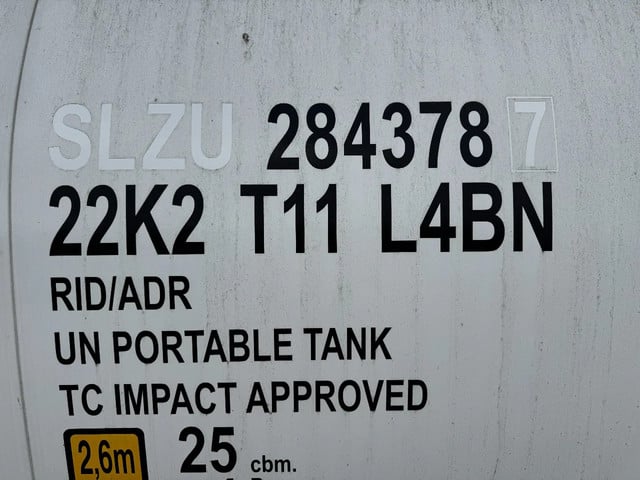 SLZU 284378 7
22K2 T11 L4BN
RID/ADR
UN PORTABLE TANK
TC IMPACT APPROVED
2,6m 25 cbm.